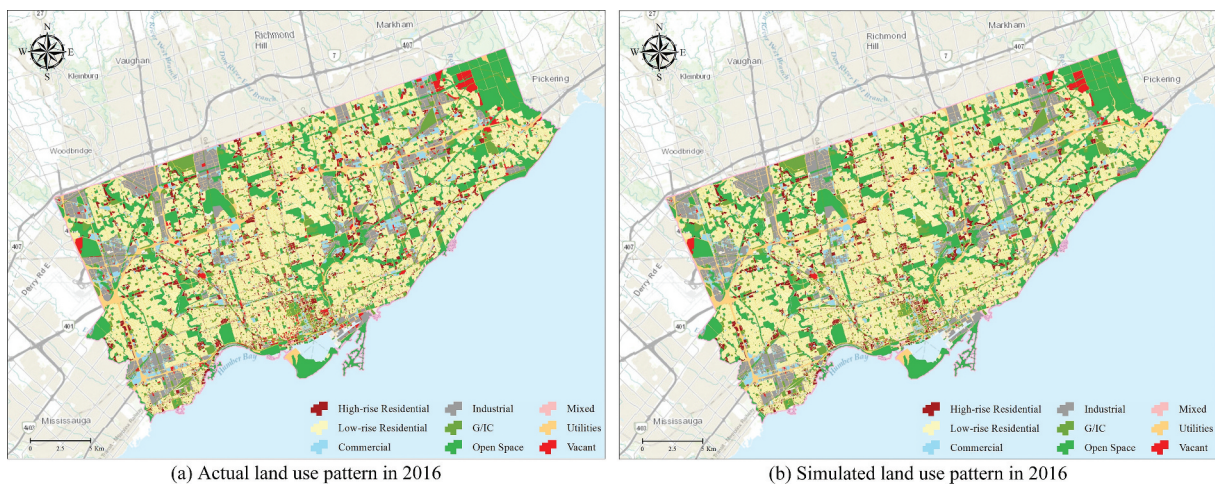 27
Markham
Richmond
Hill
407
Vaughan
7
Kleinburg
Pickering
Woodbridge
407
Derry Rd E
401
Humber Bay
Mississauga
403
0 2.5 5 Km
High-rise Residential
Industrial
Mixed
Low-rise Residential
G/IC
Utilities
Commercial
Open Space
Vacant
N
W
E
S
(a) Actual land use pattern in 2016
27
Markham
Richmond
Hill
407
Vaughan
7
Kleinburg
Pickering
Woodbridge
407
Derry Rd E
401
Humber Bay
Mississauga
403
0 2.5 5 Km
High-rise Residential
Industrial
Mixed
Low-rise Residential
G/IC
Utilities
Commercial
Open Space
Vacant
N
W
E
S
(b) Simulated land use pattern in 2016